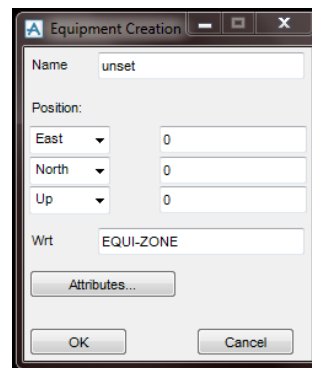 Equipment Creation
Name unset
Position:
East 0
North 0
Up 0
Wrt EQUI-ZONE
Attributes...
OK Cancel